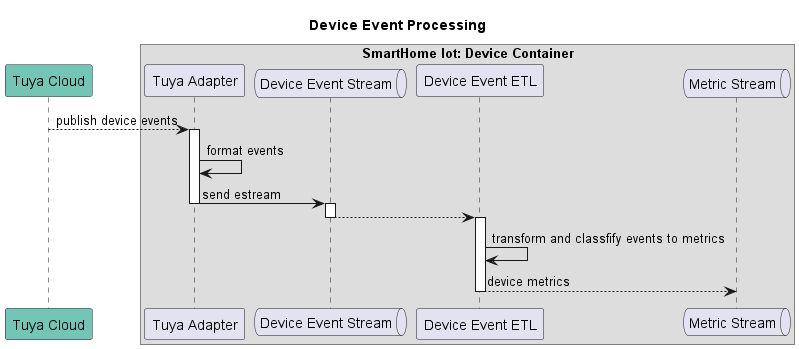 Device Event Processing
SmartHome Iot: Device Container
Tuya Cloud
Tuya Adapter
Device Event Stream
Device Event ETL
Metric Stream
publish device events
format events
send estream
transform and classfify events to metrics
device metrics
Tuya Cloud
Tuya Adapter
Device Event Stream
Device Event ETL
Metric Stream